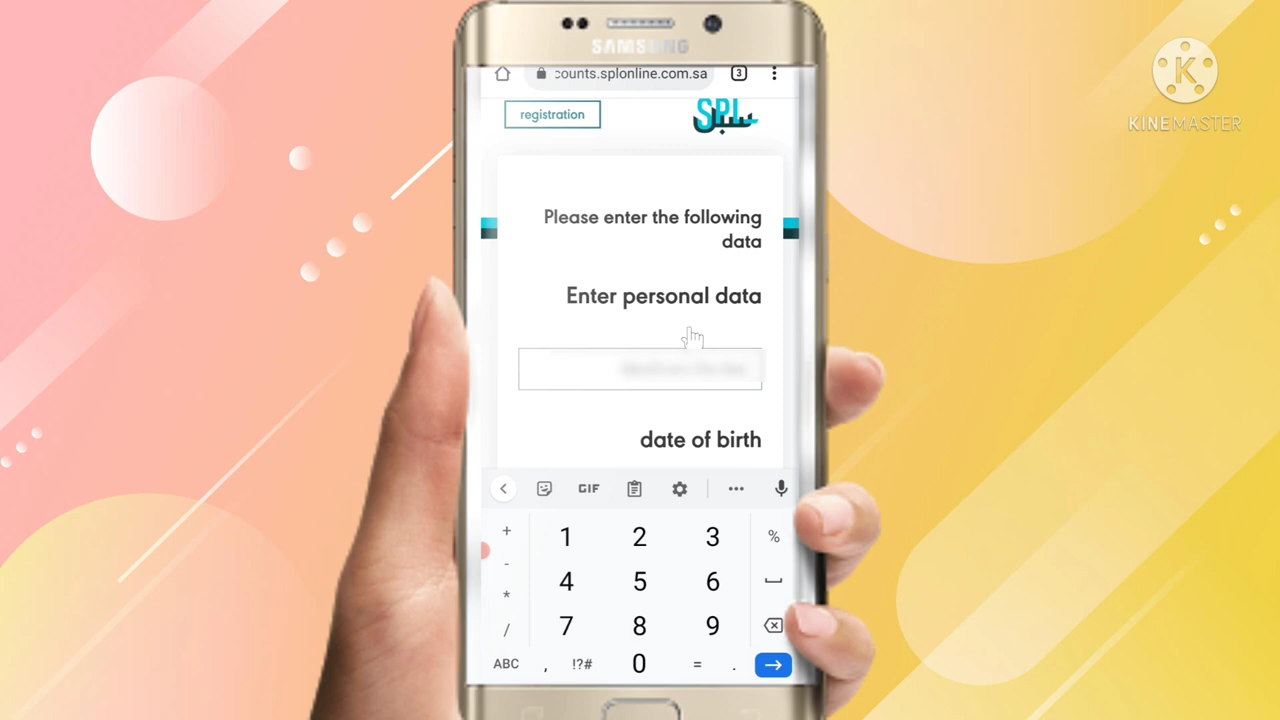 SAMSUNG
counts.splonline.com.sa
3
registration
SPL
سبل
KINEMASTER
Please enter the following
data
Enter personal data
date of birth
GIF
+ 1 2 3 %
- 4 5 6
*
/ 7 8 9
ABC , !?# 0 = .